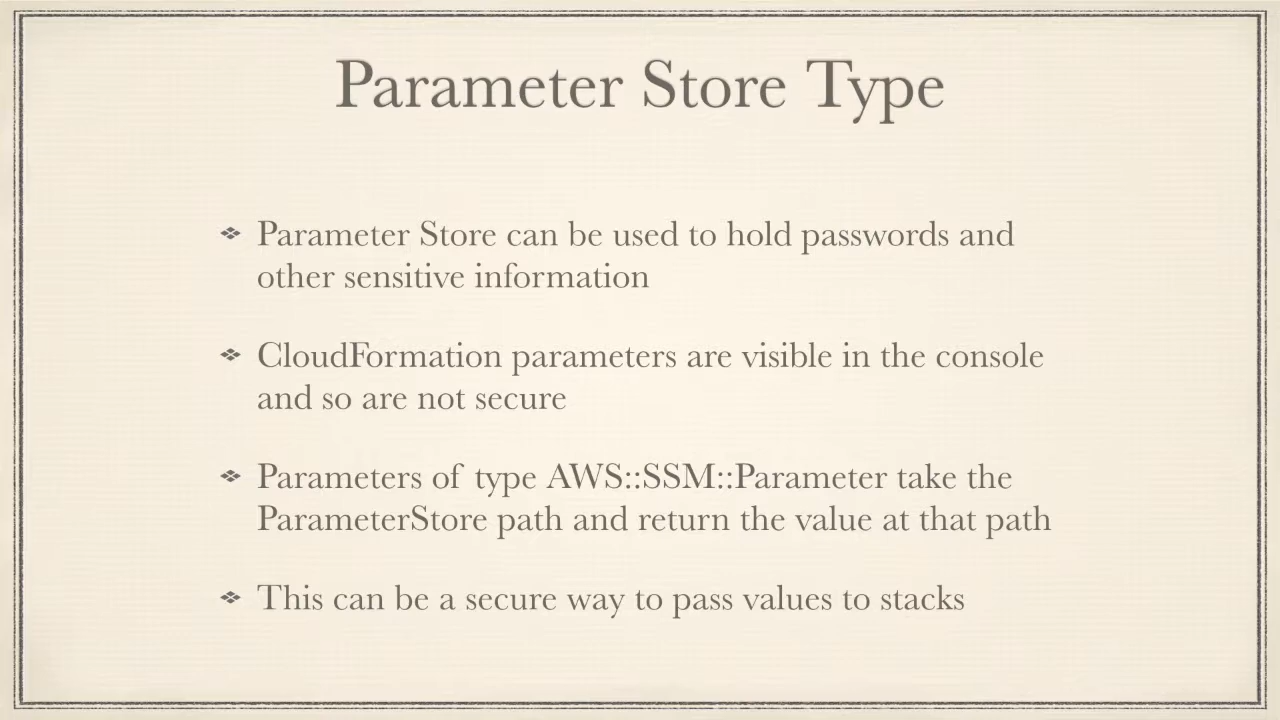 Parameter Store Type
Parameter Store can be used to hold passwords and
other sensitive information
CloudFormation parameters are visible in the console
and so are not secure
Parameters of type AWS::SSM::Parameter take the
ParameterStore path and return the value at that path
This can be a secure way to pass values to stacks